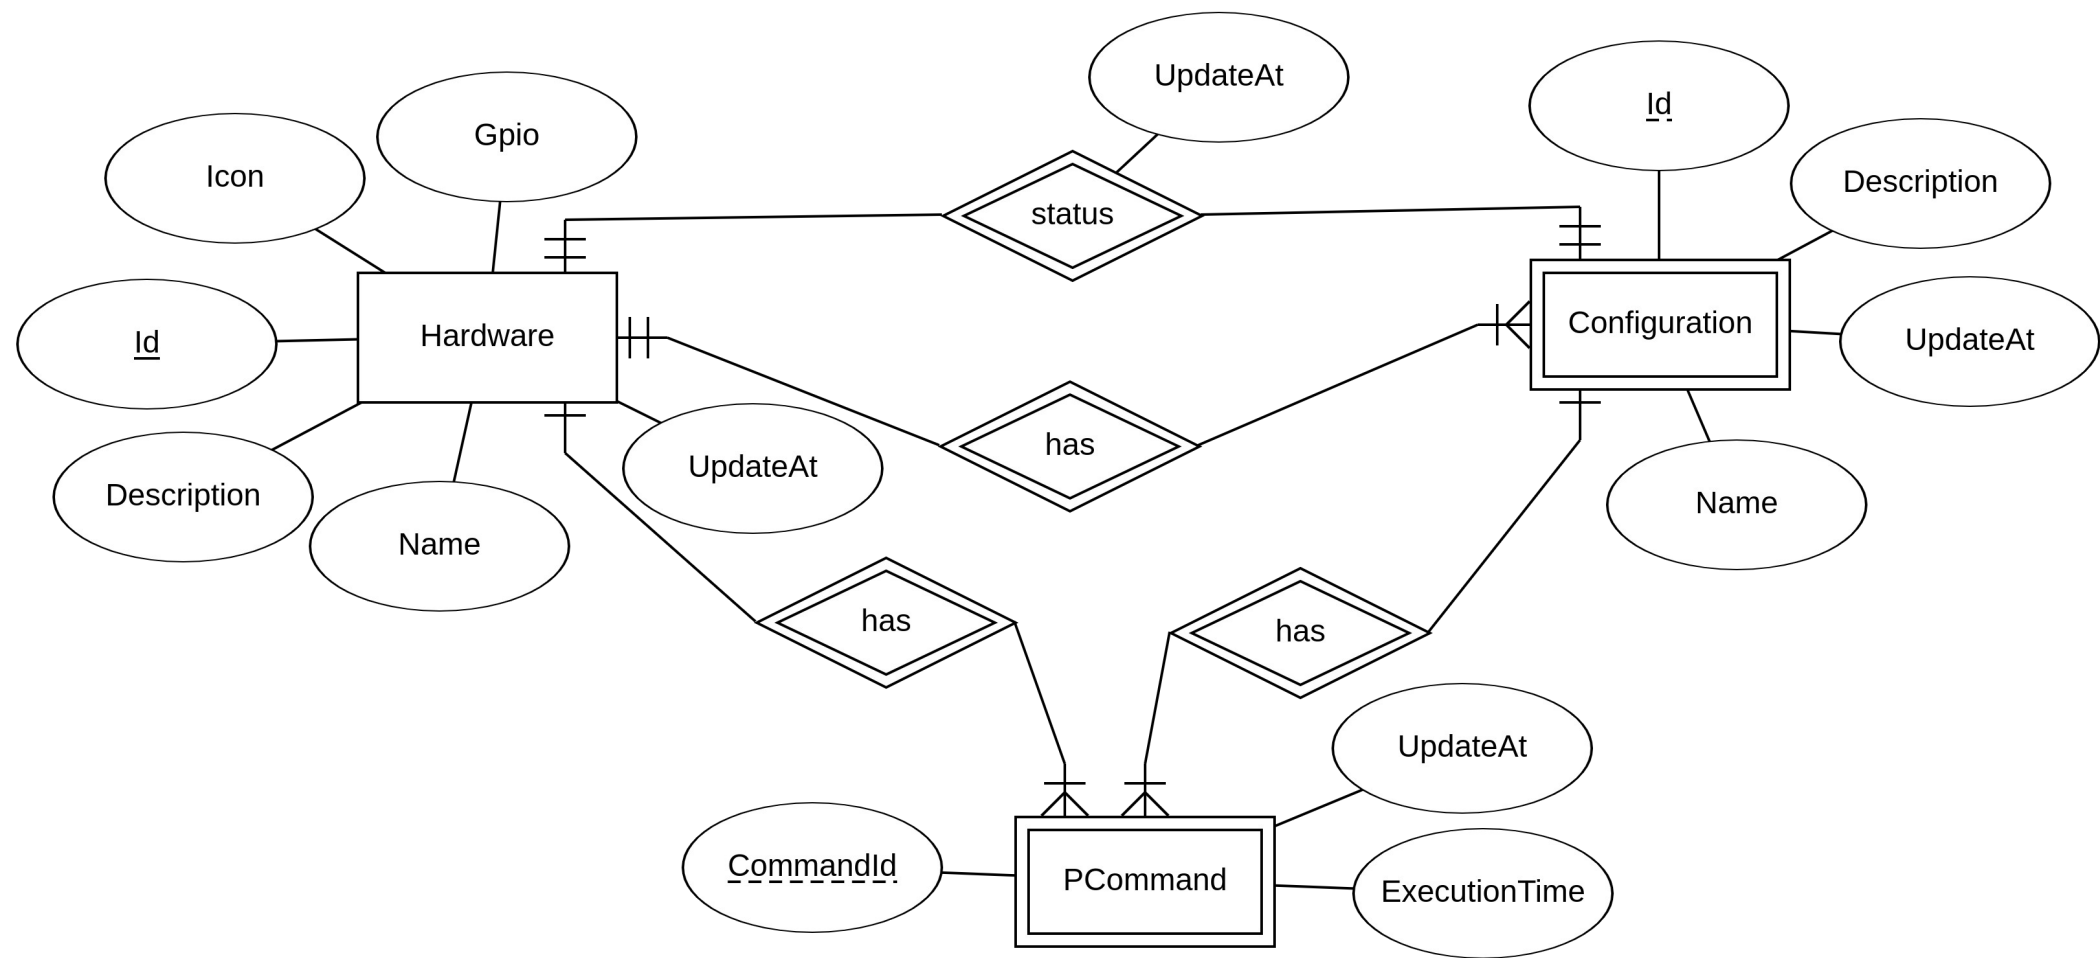 UpdateAt
Id
Gpio
Icon
Description
status
Configuration
Hardware
Id
UpdateAt
has
UpdateAt
Description
Name
Name
has
has
UpdateAt
CommandId
PCommand
ExecutionTime